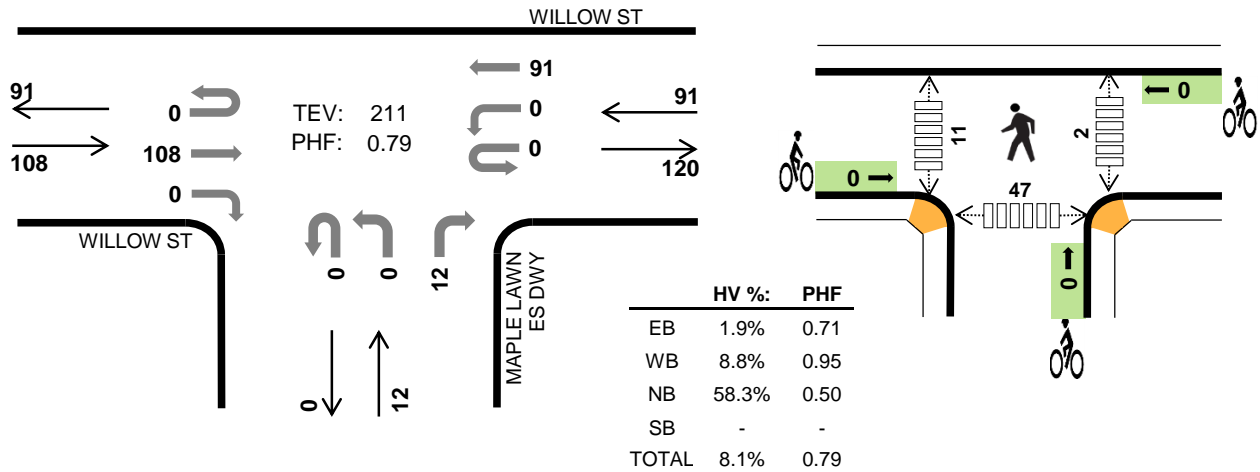 WILLOW ST
91
0
108
0
91
108
TEV: 211
PHF: 0.79
91
0
0
91
120
WILLOW ST
0
0
12
MAPLE LAWN
ES DWY
0
12
0
11
2
0
47
0
HV %: PHF
EB 1.9% 0.71
WB 8.8% 0.95
NB 58.3% 0.50
SB - -
TOTAL 8.1% 0.79